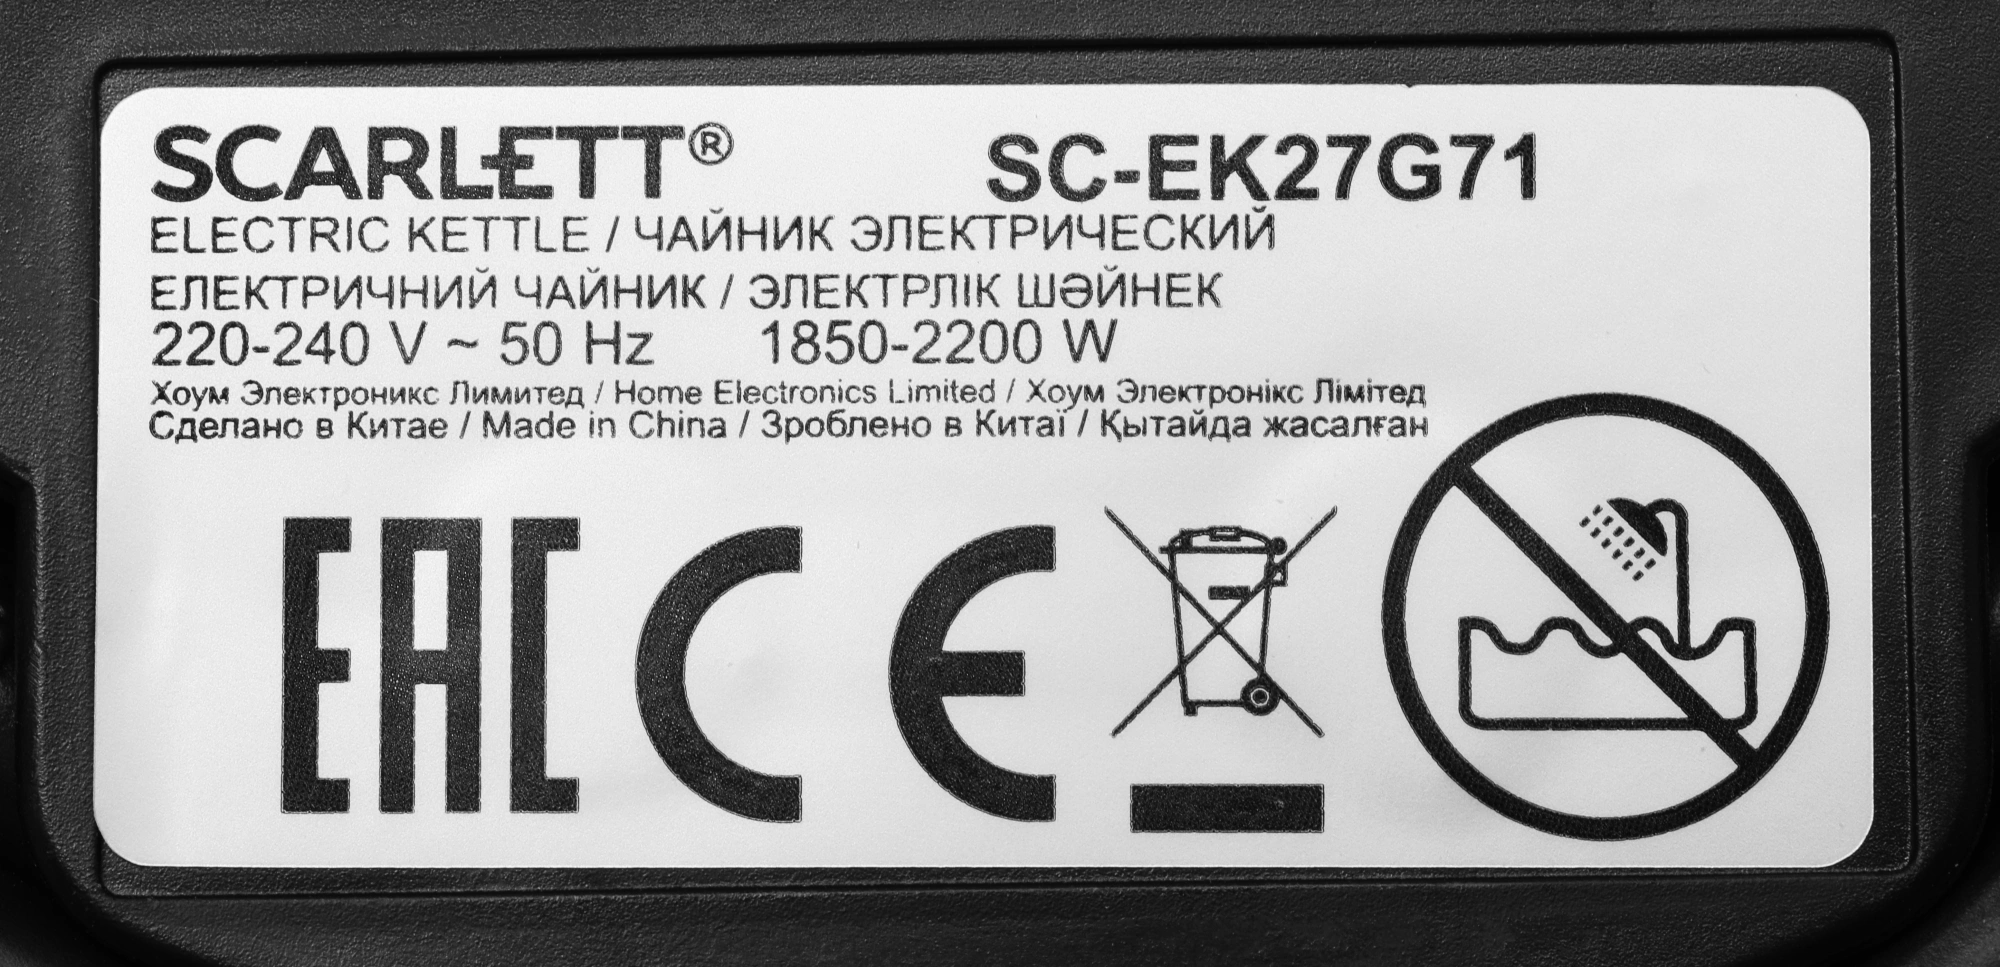 SCARLETT® SC-EK27G71
ELECTRIC KETTLE / ЧАЙНИК ЭЛЕКТРИЧЕСКИЙ
ЕЛЕКТРИЧНИЙ ЧАЙНИК / ЭЛЕКТРЛІК ШӘЙНЕК
220-240 V ~ 50 Hz 1850-2200 W
Хоум Электроникс Лимитед / Home Electronics Limited / Хоум Электронікс Лімітед
Сделано в Китае / Made in China / Зроблено в Китаї / Қытайда жасалған
EAC CE